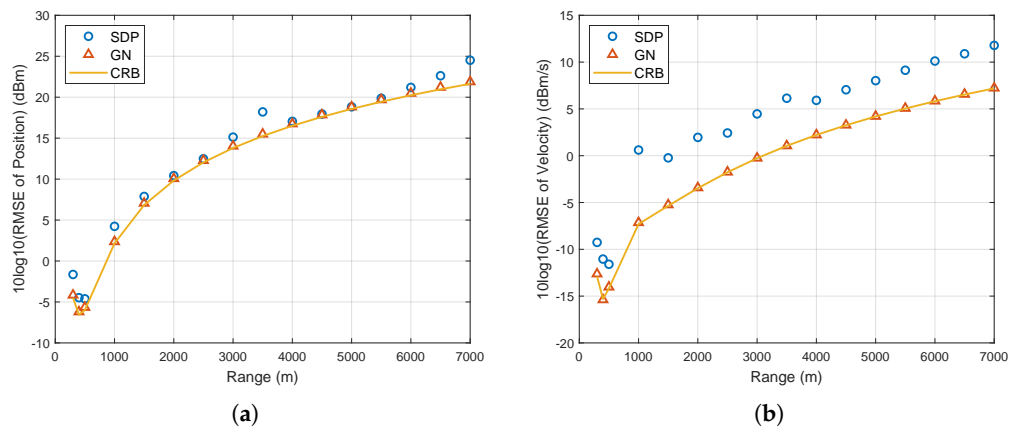 30
25
20
15
10
5
0
-5
-10
10log10(RMSE of Position) (dBm)
SDP
GN
CRB
0 1000 2000 3000 4000 5000 6000 7000
Range (m)
(a)
15
10
5
0
-5
-10
-15
-20
10log10(RMSE of Velocity) (dBm/s)
SDP
GN
CRB
0 1000 2000 3000 4000 5000 6000 7000
Range (m)
(b)